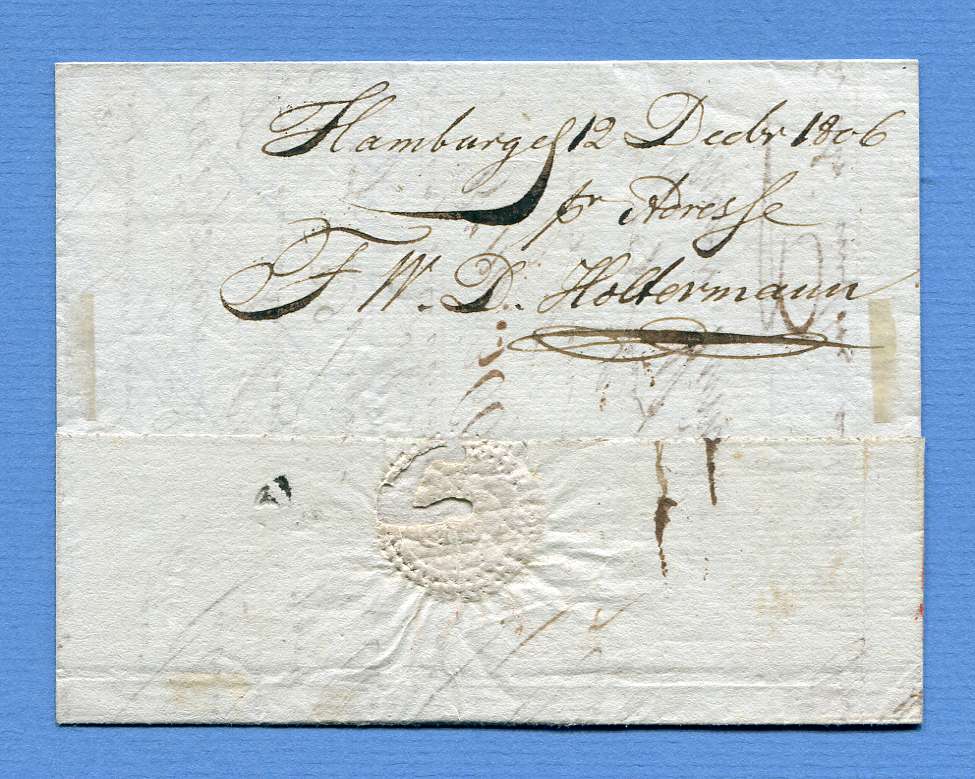 Hamburg d 12 Decbr 1806
pr Adresse
F W. D. Holtermann